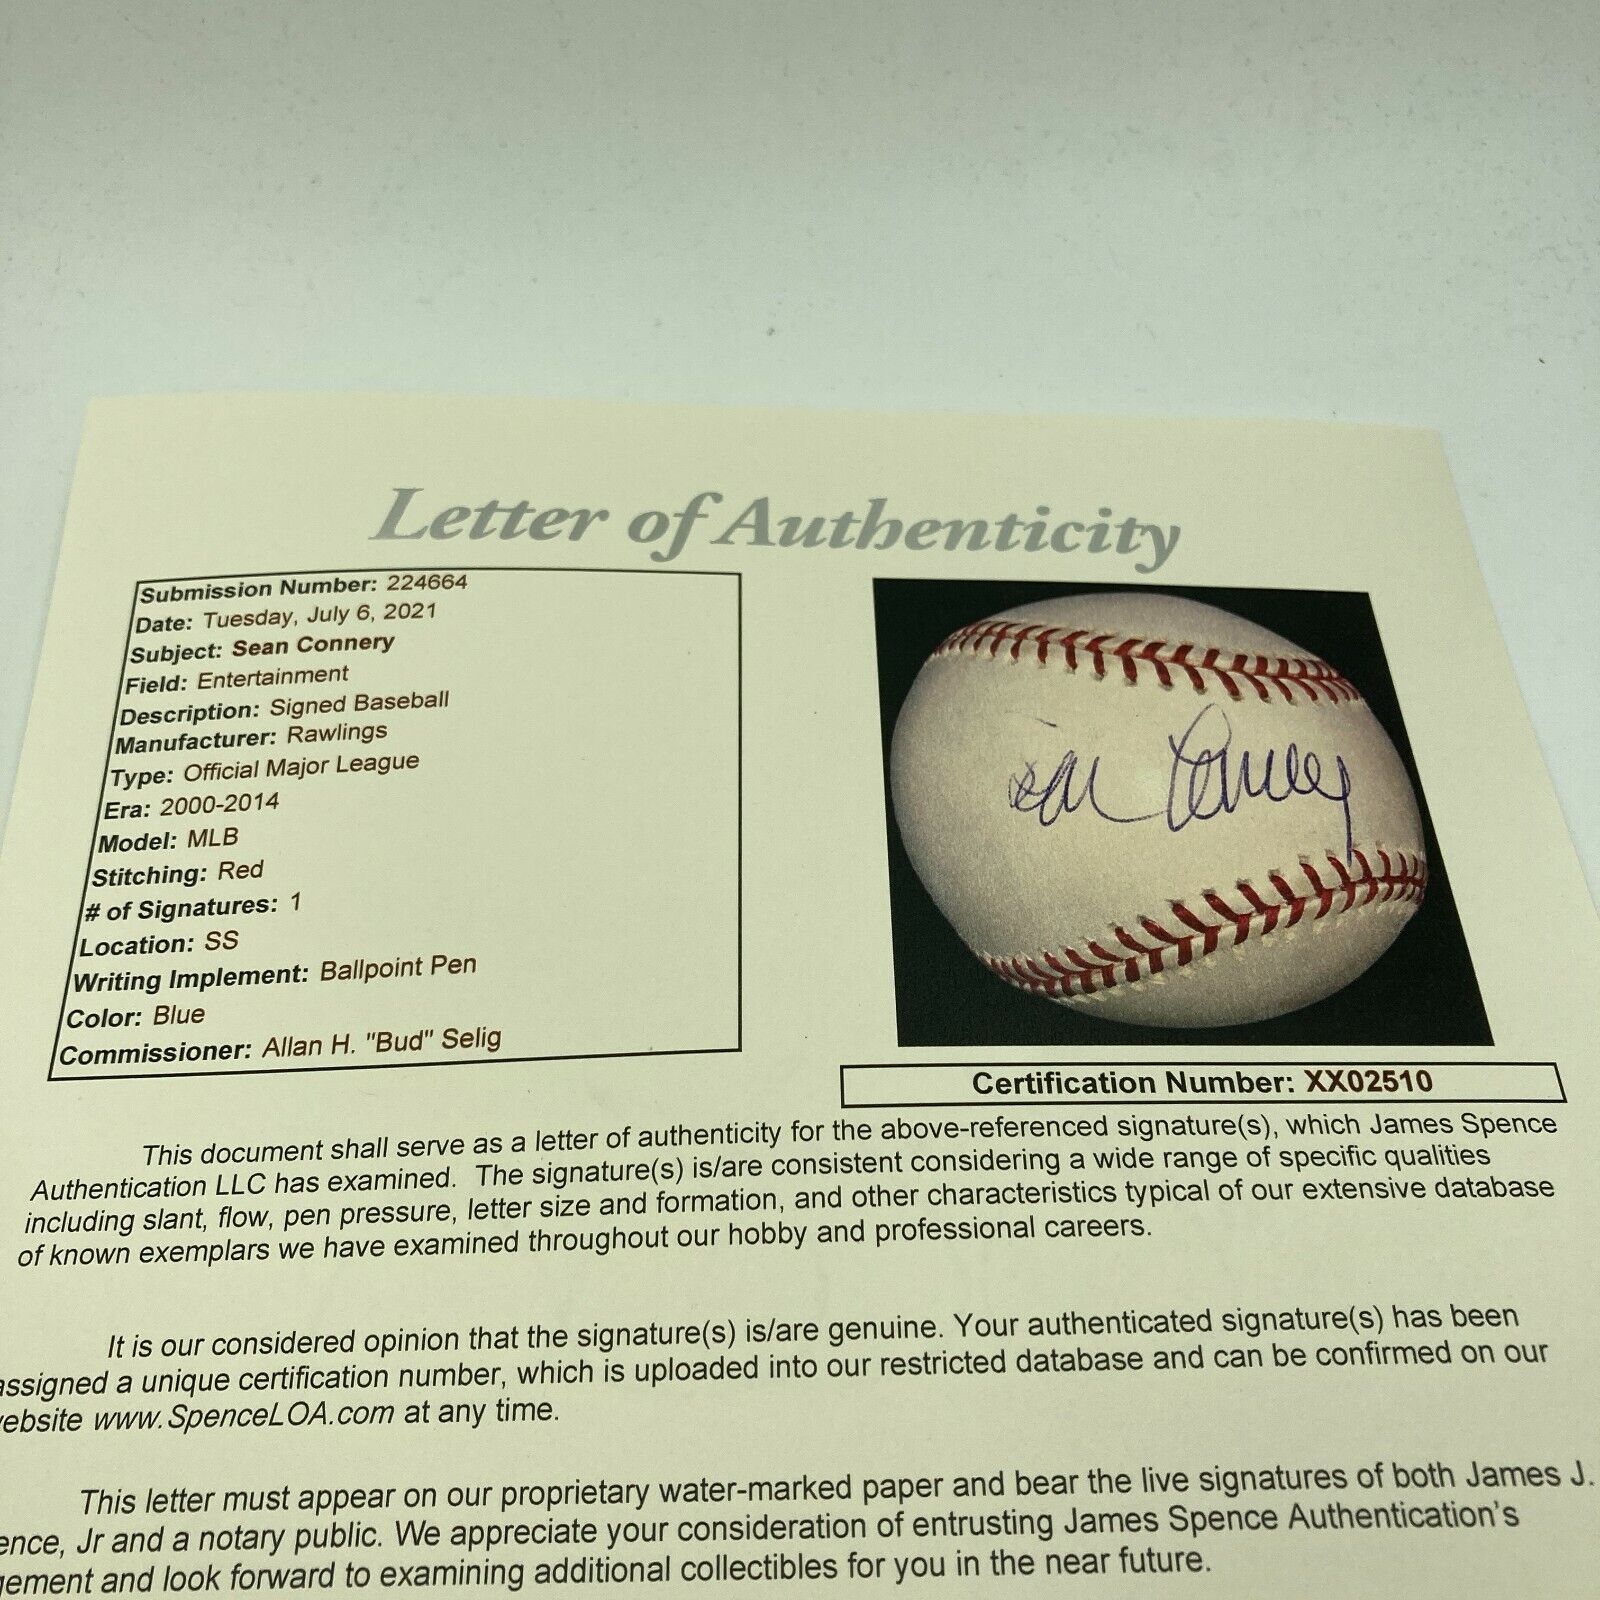 Letter of Authenticity
Submission Number: 224664
Date: Tuesday, July 6, 2021
Subject: Sean Connery
Field: Entertainment
Description: Signed Baseball
Manufacturer: Rawlings
Type: Official Major League
Era: 2000-2014
Model: MLB
Stitching: Red
# of Signatures: 1
Location: SS
Writing Implement: Ballpoint Pen
Color: Blue
Commissioner: Allan H. "Bud" Selig
Sean Connery
Certification Number: XX02510
This document shall serve as a letter of authenticity for the above-referenced signature(s), which James Spence
Authentication LLC has examined. The signature(s) is/are consistent considering a wide range of specific qualities
including slant, flow, pen pressure, letter size and formation, and other characteristics typical of our extensive database
of known exemplars we have examined throughout our hobby and professional careers.
It is our considered opinion that the signature(s) is/are genuine. Your authenticated signature(s) has been
assigned a unique certification number, which is uploaded into our restricted database and can be confirmed on our
ebsite www.SpenceLOA.com at any time.
This letter must appear on our proprietary water-marked paper and bear the live signatures of both James J.
ence, Jr and a notary public. We appreciate your consideration of entrusting James Spence Authentication's
gement and look forward to examining additional collectibles for you in the near future.